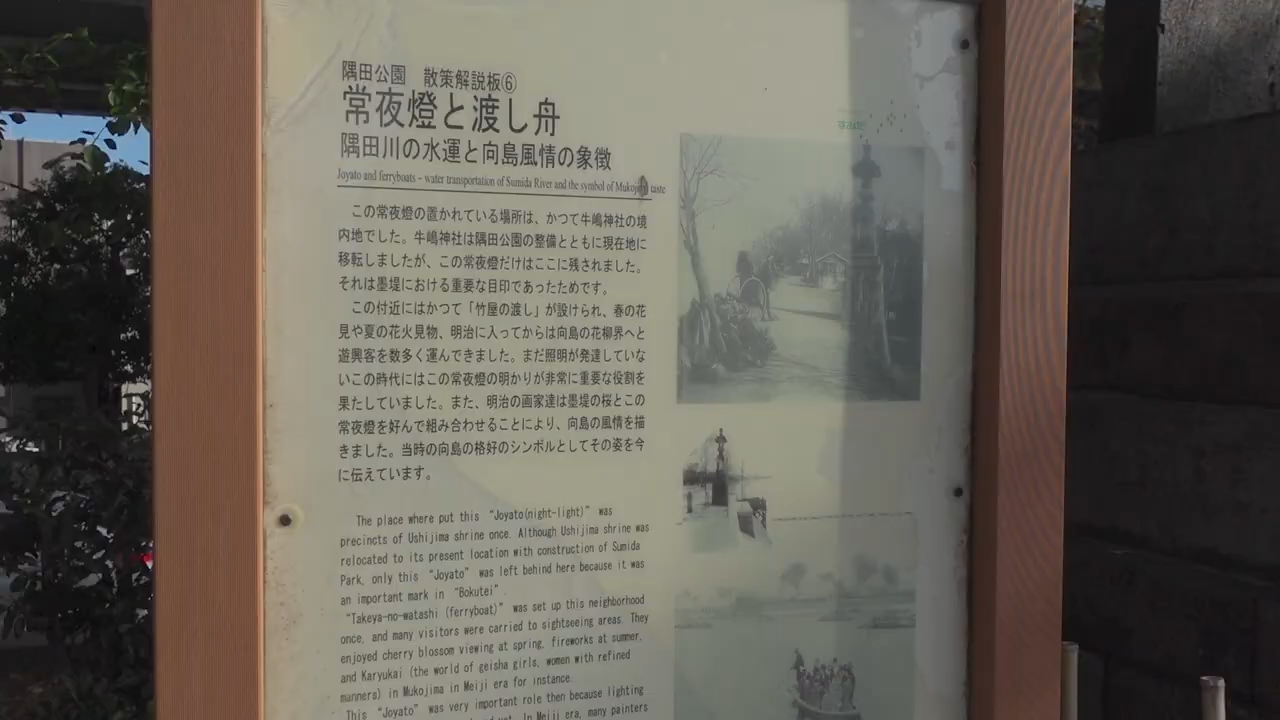 隅田公園 散策解説板⑥
常夜燈と渡し舟
隅田川の水運と向島風情の象徴
Joyato and ferryboats - water transportation of Sumida River and the symbol of Mukojima taste
この常夜燈の置かれている場所は、かつて牛嶋神社の境
内地でした。牛嶋神社は隅田公園の整備とともに現在地に
移転しましたが、この常夜燈だけはここに残されました。
それは墨堤における重要な目印であったためです。
この付近にはかつて「竹屋の渡し」が設けられ、春の花
見や夏の花火見物、明治に入ってからは向島の花柳界へと
遊興客を数多く運んできました。まだ照明が発達していな
いこの時代にはこの常夜燈の明かりが非常に重要な役割を
果たしていました。また、明治の画家達は墨堤の桜とこの
常夜燈を好んで組み合わせることにより、向島の風情を描
きました。当時の向島の格好のシンボルとしてその姿を今
に伝えています。
The place where put this “Joyato(night-light)” was
precincts of Ushijima shrine once. Although Ushijima shrine was
relocated to its present location with construction of Sumida
Park, only this “Joyato” was left behind here because it was
an important mark in “Bokutei”.
“Takeya-no-watashi (ferryboat)” was set up this neighborhood
once, and many visitors were carried to sightseeing areas. They
enjoyed cherry blossom viewing at spring, fireworks at summer,
and Karyukai (the world of geisha girls, women with refined
manners) in Mukojima in Meiji era for instance.
This “Joyato” was very important role then because lighting
yet. In Meiji era, many painters